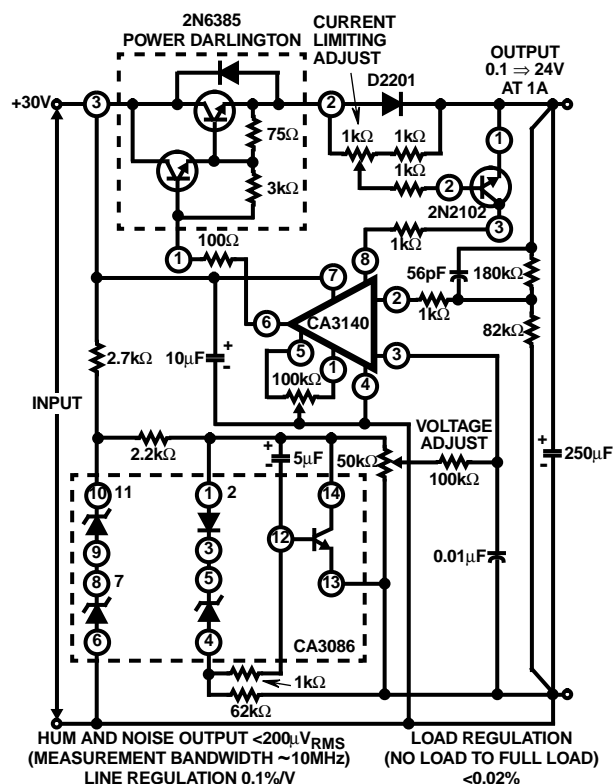 2N6385
POWER DARLINGTON
CURRENT
LIMITING
ADJUST
OUTPUT
0.1 ⇒ 24V
AT 1A
D2201
+30V
3
2
1
75Ω
1kΩ
1kΩ
1kΩ
2
2N2102
3kΩ
3
1
100Ω
1kΩ
8
7
56pF
180kΩ
2
6
CA3140
1kΩ
82kΩ
5
3
1
4
2.7kΩ
10μF
+
-
100kΩ
INPUT
VOLTAGE
ADJUST
2.2kΩ
+
-
5μF
50kΩ
100kΩ
+
-
250μF
10
11
1
2
14
9
3
12
0.01μF
8
7
5
13
6
4
CA3086
1kΩ
62kΩ
HUM AND NOISE OUTPUT <200μVRMS
(MEASUREMENT BANDWIDTH ~10MHz)
LINE REGULATION 0.1%/V
LOAD REGULATION
(NO LOAD TO FULL LOAD)
<0.02%